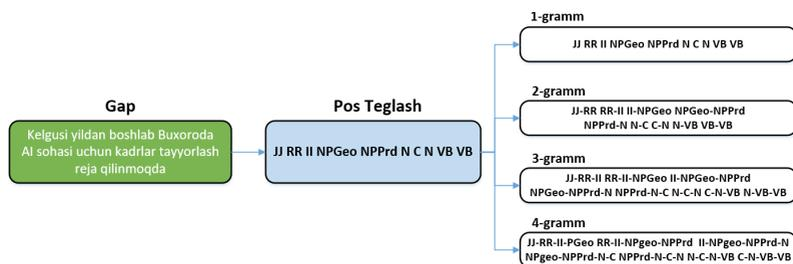 Gap
Kelgusi yildan boshlab Buxoroda
AI sohasi uchun kadrlar tayyorlash
reja qilinmoqda
Pos Teglash
JJ RR II NPGeo NPPrd N C N VB VB
1-gramm
JJ RR II NPGeo NPPrd N C N VB VB
2-gramm
JJ-RR RR-II II-NPGeo NPGeo-NPPrd
NPPrd-N N-C C-N N-VB VB-VB
3-gramm
JJ-RR-II RR-II-NPGeo II-NPGeo-NPPrd
NPGeo-NPPrd-N NPPrd-N-C N-C-N C-N-VB N-VB-VB
4-gramm
JJ-RR-II-PGeo RR-II-NPgeo-NPPrd II-NPgeo-NPPrd-N
NPgeo-NPPrd-N-C NPPrd-N-C-N N-C-N-VB C-N-VB-VB